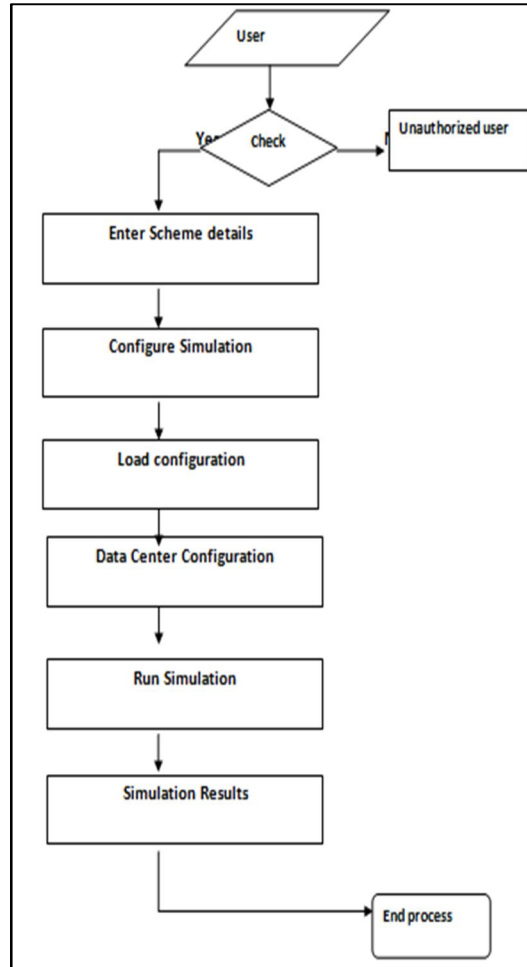 User
Check
Unauthorized user
Enter Scheme details
Configure Simulation
Load configuration
Data Center Configuration
Run Simulation
Simulation Results
End process